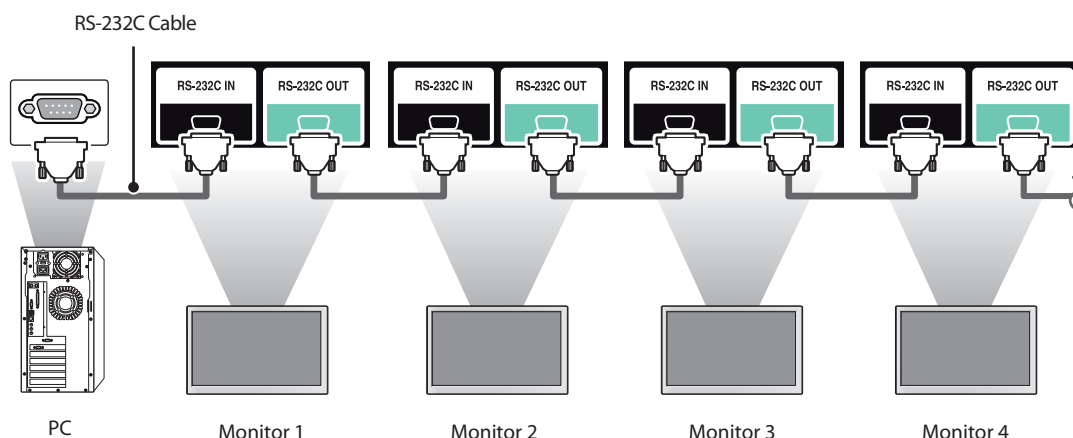 RS-232C Cable
RS-232C IN RS-232C OUT RS-232C IN RS-232C OUT RS-232C IN RS-232C OUT RS-232C IN RS-232C OUT
PC Monitor 1 Monitor 2 Monitor 3 Monitor 4